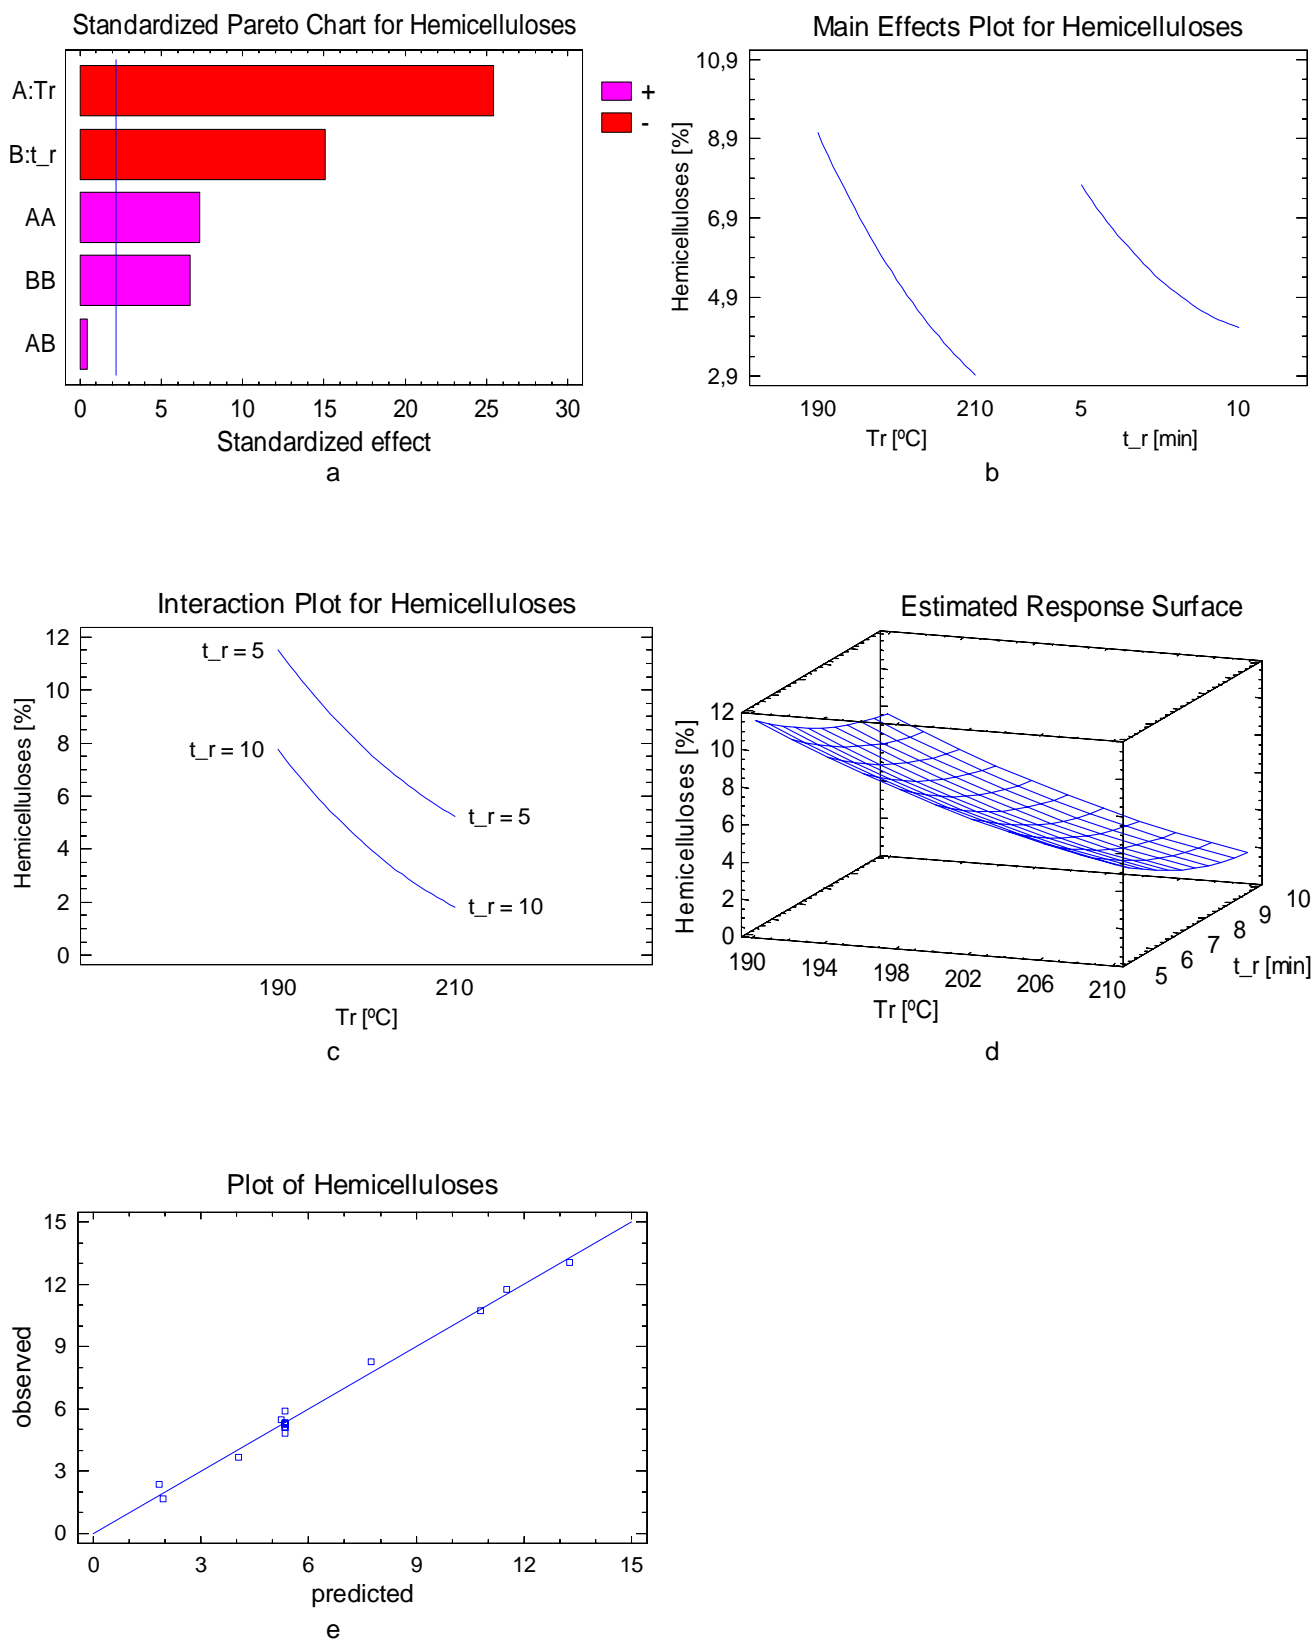 Standardized Pareto Chart for Hemicelluloses
A:Tr
B:t_r
AA
BB
AB
+
-
0 5 10 15 20 25 30
Standardized effect
a
Main Effects Plot for Hemicelluloses
Hemicelluloses [%]
10,9
8,9
6,9
4,9
2,9
190 210 5 10
Tr [ºC] t_r [min]
b
Interaction Plot for Hemicelluloses
Hemicelluloses [%]
12
10
8
6
4
2
0
t_r = 5
t_r = 10
t_r = 5
t_r = 10
190 210
Tr [ºC]
c
Estimated Response Surface
Hemicelluloses [%]
12
10
8
6
4
2
0
190 194 198 202 206 210
Tr [ºC]
5 6 7 8 9 10
t_r [min]
d
Plot of Hemicelluloses
observed
15
12
9
6
3
0
0 3 6 9 12 15
predicted
e